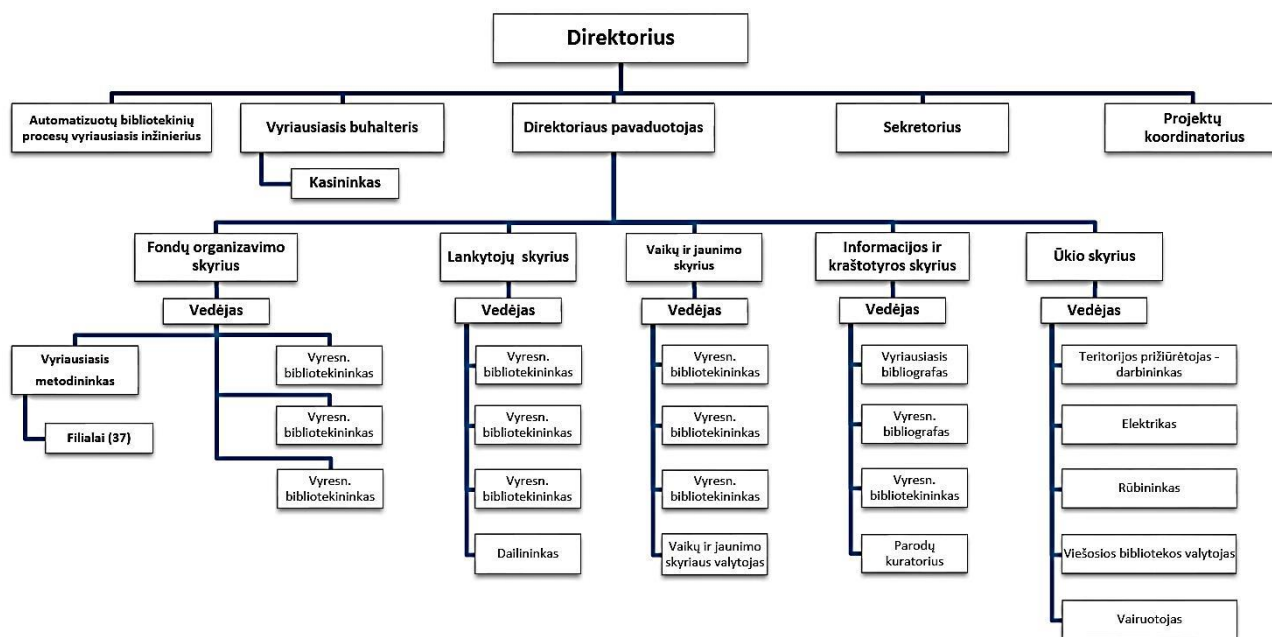 Direktorius
Automatizuotų bibliotekinių
procesų vyriausiasis inžinierius
Vyriausiasis buhalteris
Direktoriaus pavaduotojas
Sekretorius
Projektų
koordinatorius
Kasininkas
Fondų organizavimo
skyrius
Lankytojų skyrius
Vaikų ir jaunimo
skyrius
Informacijos ir
kraštotyros skyrius
Ūkio skyrius
Vedėjas
Vedėjas
Vedėjas
Vedėjas
Vedėjas
Vyriausiasis
metodininkas
Filialai (37)
Vyresn.
bibliotekininkas
Vyresn.
bibliotekininkas
Vyresn.
bibliotekininkas
Vyresn.
bibliotekininkas
Vyresn.
bibliotekininkas
Vyresn.
bibliotekininkas
Dailininkas
Vyresn.
bibliotekininkas
Vyresn.
bibliotekininkas
Vyresn.
bibliotekininkas
Vaikų ir jaunimo
skyriaus valytojas
Vyriausiasis
bibliografas
Vyresn.
bibliografas
Vyresn.
bibliotekininkas
Parodų
kuratorius
Teritorijos prižiūrėtojas -
darbininkas
Elektrikas
Rūbininkas
Viešosios bibliotekos valytojas
Vairuotojas